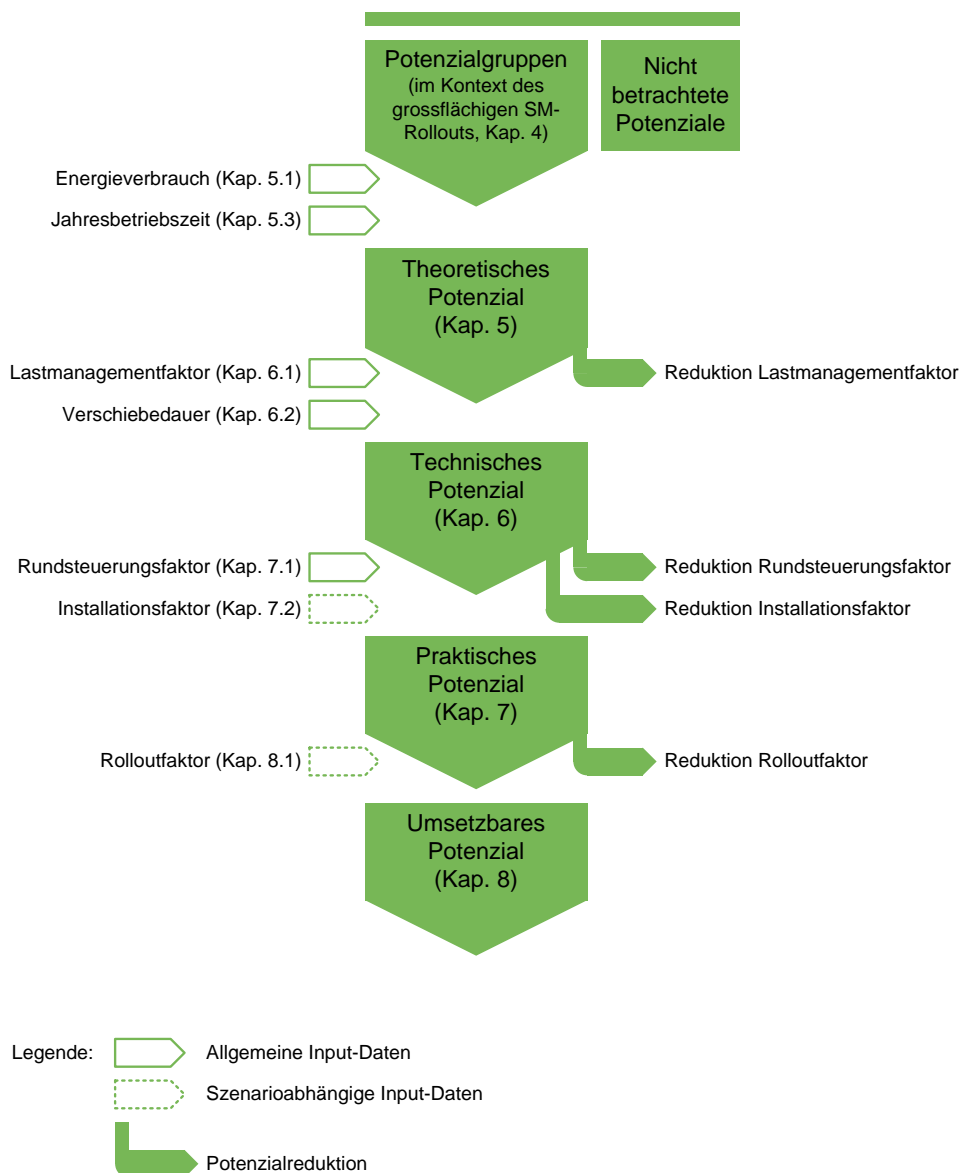 Potenzialgruppen
(im Kontext des
grossflächigen SM-
Rollouts, Kap. 4)
Nicht
betrachtete
Potenziale
Energieverbrauch (Kap. 5.1)
Jahresbetriebszeit (Kap. 5.3)
Theoretisches
Potenzial
(Kap. 5)
Lastmanagementfaktor (Kap. 6.1)
Reduktion Lastmanagementfaktor
Verschiebedauer (Kap. 6.2)
Technisches
Potenzial
(Kap. 6)
Rundsteuerungsfaktor (Kap. 7.1)
Reduktion Rundsteuerungsfaktor
Installationsfaktor (Kap. 7.2)
Reduktion Installationsfaktor
Praktisches
Potenzial
(Kap. 7)
Rolloutfaktor (Kap. 8.1)
Reduktion Rolloutfaktor
Umsetzbares
Potenzial
(Kap. 8)
Legende:
Allgemeine Input-Daten
Szenarioabhängige Input-Daten
Potenzialreduktion